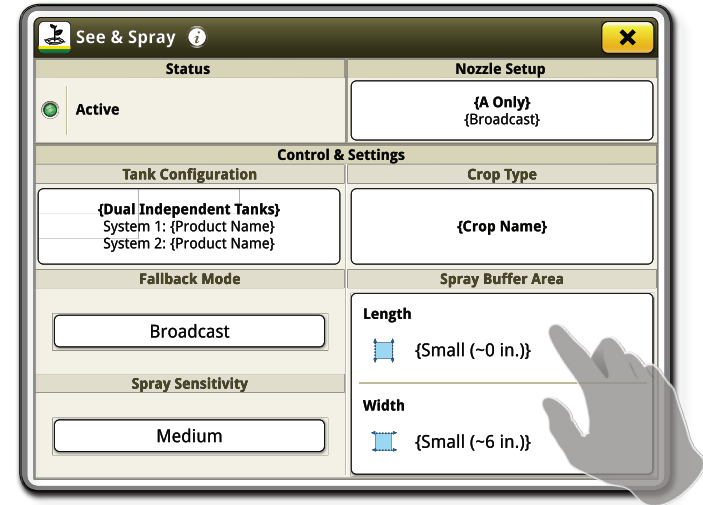 See & Spray
Status
Nozzle Setup
Active
{A Only}
{Broadcast}
Control & Settings
Tank Configuration
Crop Type
{Dual Independent Tanks}
System 1: {Product Name}
System 2: {Product Name}
{Crop Name}
Fallback Mode
Spray Buffer Area
Broadcast
Length
{Small (~0 in.)}
Spray Sensitivity
Width
Medium
{Small (~6 in.)}